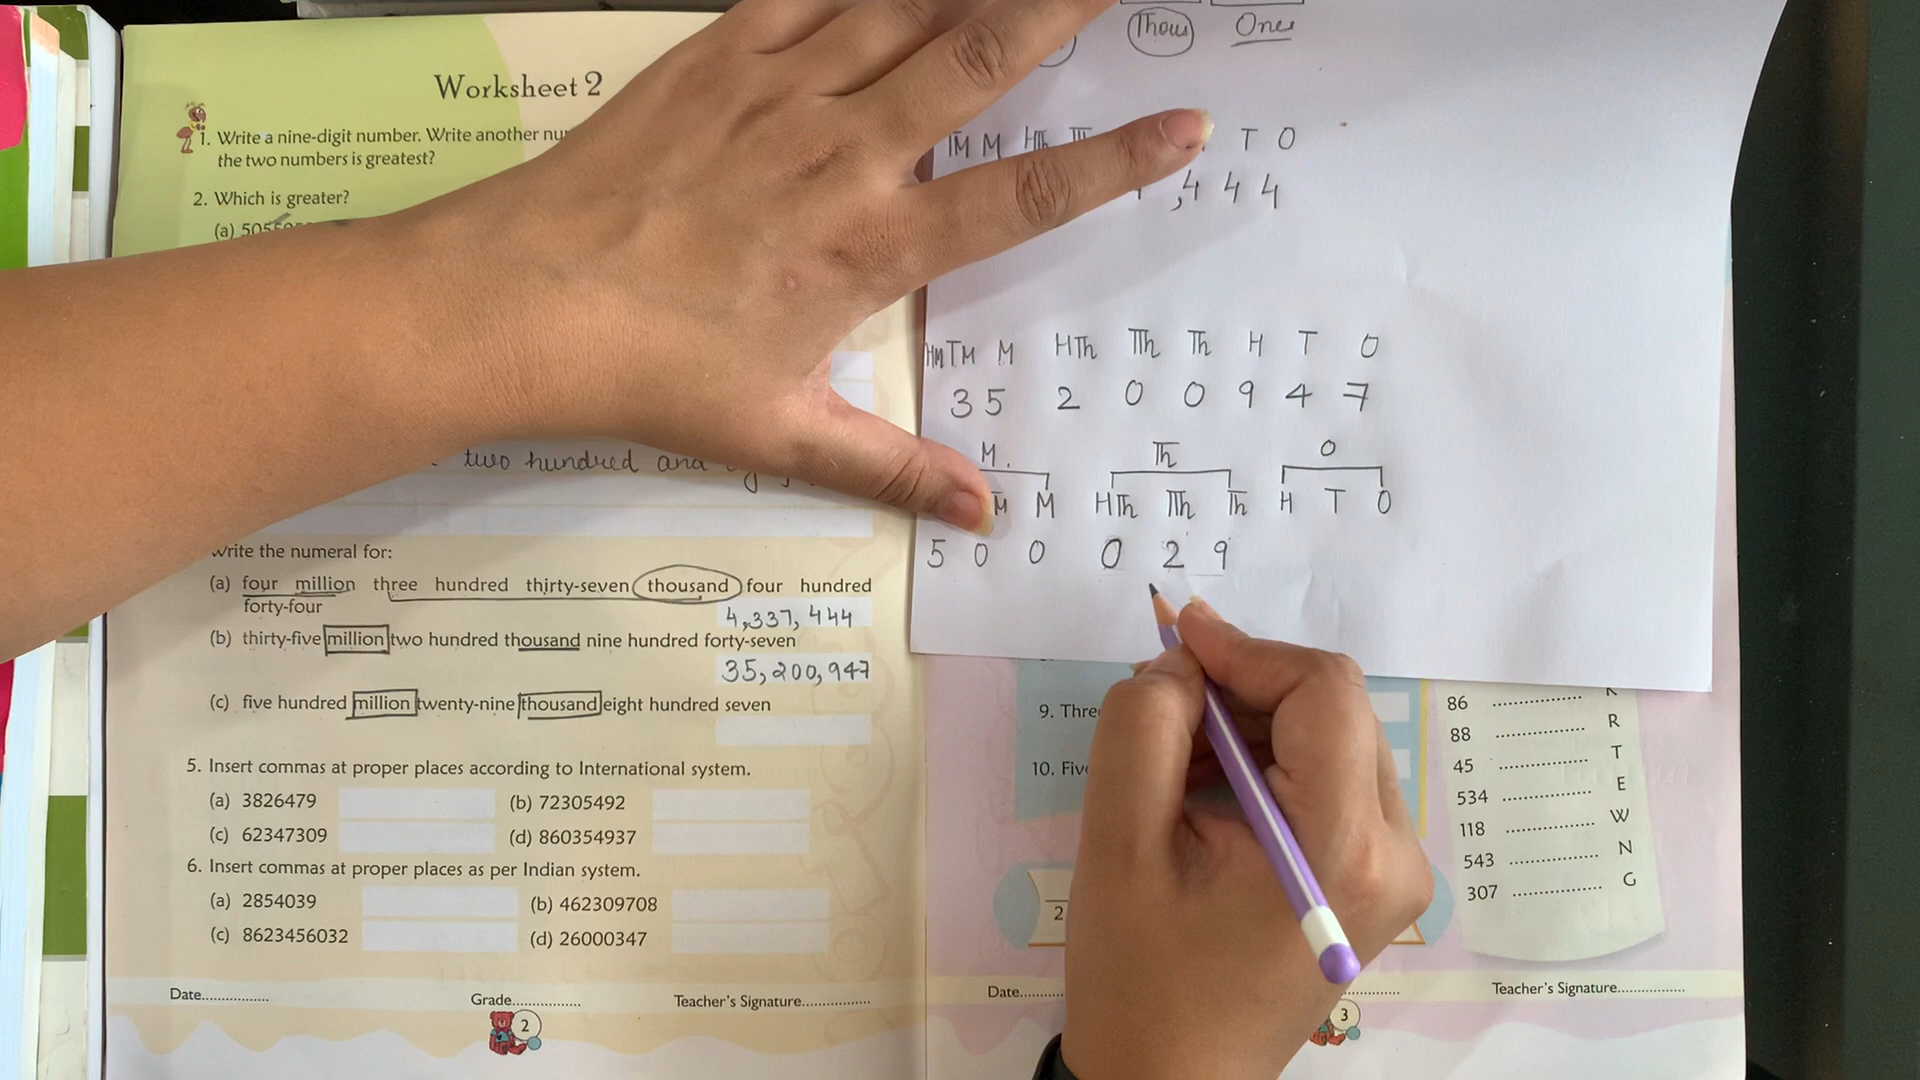 Worksheet 2
1. Write a nine-digit number. Write another
the two numbers is greatest?
2. Which is greater?
(a)
two hundred and
Write the numeral for:
(a) four million three hundred thirty-seven thousand four hundred
forty-four
4,337, 444
(b) thirty-five million two hundred thousand nine hundred forty-seven
35,200,947
(c) five hundred million twenty-nine thousand eight hundred seven
5. Insert commas at proper places according to International system.
(a) 3826479 (b) 72305492
(c) 62347309 (d) 860354937
6. Insert commas at proper places as per Indian system.
(a) 2854039 (b) 462309708
(c) 8623456032 (d) 26000347
Date................ Grade................ Teacher's Signature................
2
Thous One
TM M HTh T O
,4 4 4
HM TM M HTh TTh Th H T O
3 5 2 0 0 9 4 7
M. Th O
M HTh TTh Th H T O
5 0 0 0 2 9
9.
10.
86 ................ R
88 ................ R
45 ................ T
534 ................ E
118 ................ W
543 ................ N
307 ................ G
2
Date........... Teacher's Signature................
3